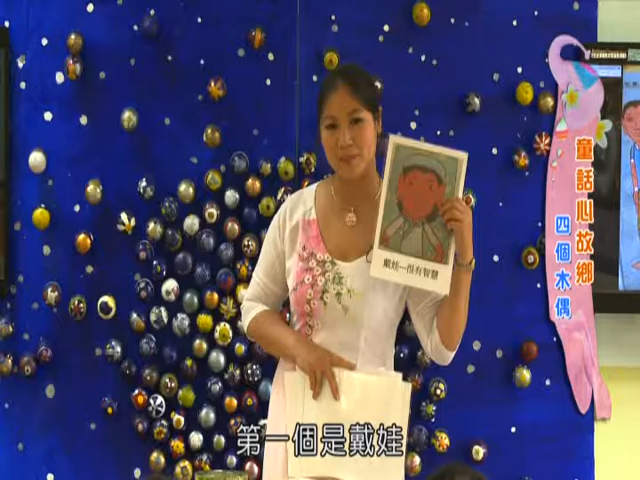 童話心故鄉
四個木偶
戴娃---很有智慧
第一個是戴娃